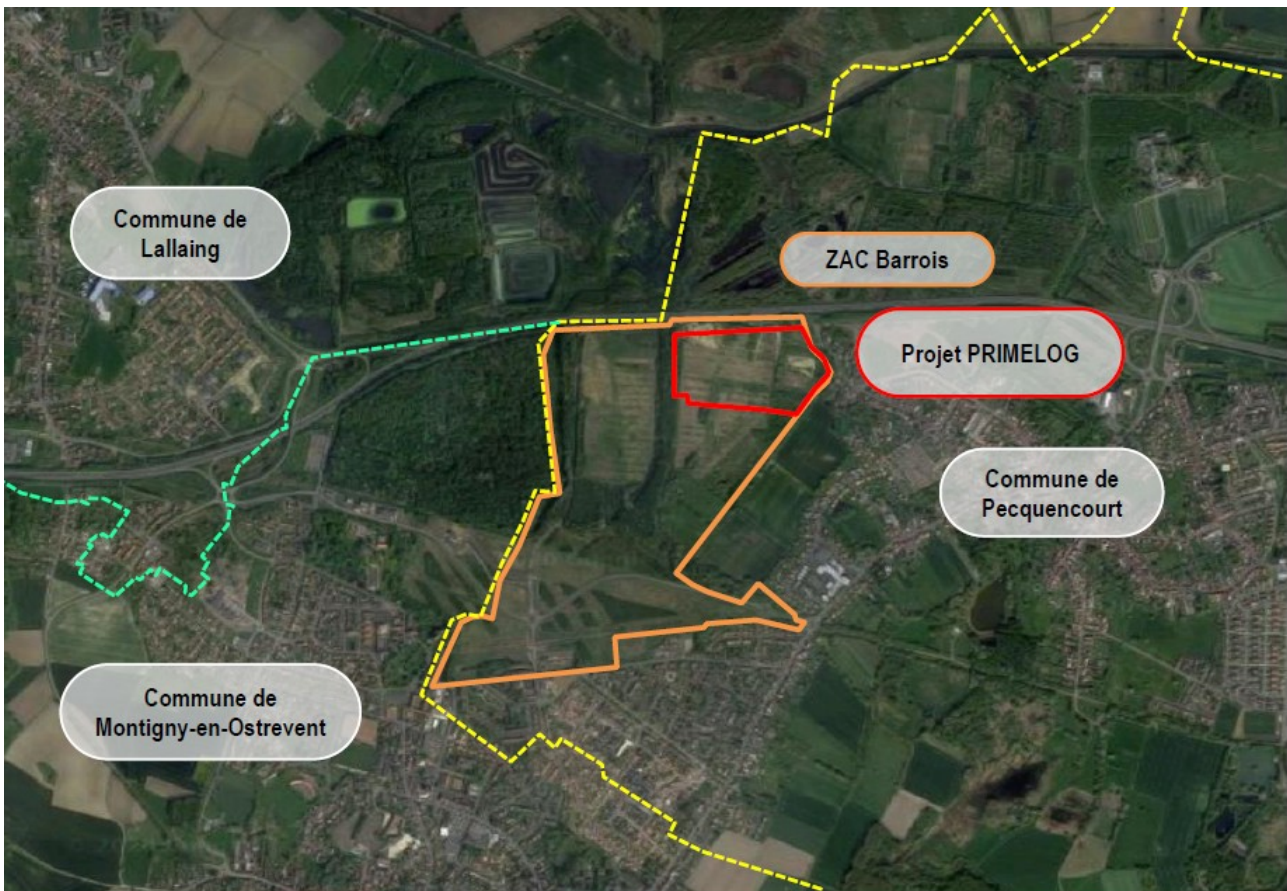 Commune de
Lallaing
ZAC Barrois
Projet PRIMELOG
Commune de
Pecquencourt
Commune de
Montigny-en-Ostrevent